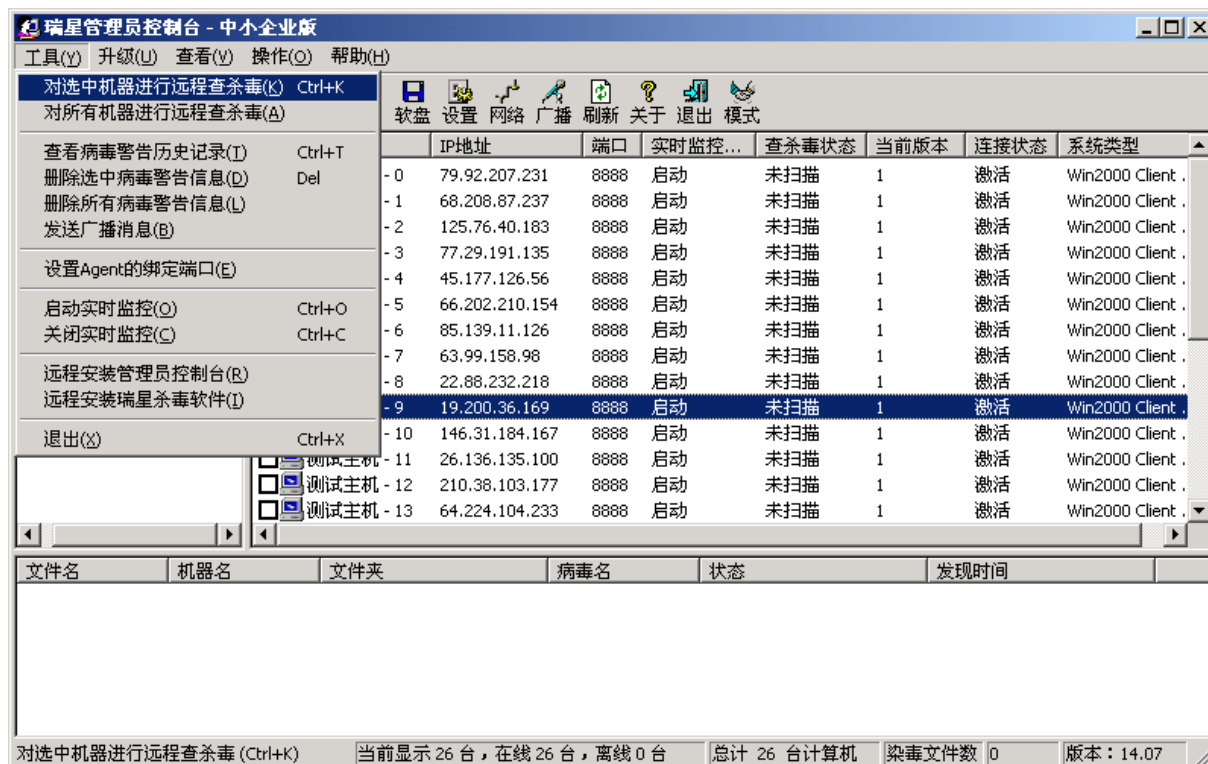 瑞星管理员控制台 - 中小企业版
工具(Y) 升级(U) 查看(V) 操作(O) 帮助(H)
对选中机器进行远程查杀毒(K) Ctrl+K
对所有机器进行远程查杀毒(A)
查看病毒警告历史记录(T) Ctrl+T
删除选中病毒警告信息(D) Del
删除所有病毒警告信息(L)
发送广播消息(B)
设置Agent的绑定端口(E)
启动实时监控(O) Ctrl+O
关闭实时监控(C) Ctrl+C
远程安装管理员控制台(R)
远程安装瑞星杀毒软件(I)
退出(X) Ctrl+X
软盘 设置 网络 广播 刷新 关于 退出 模式
IP地址 端口 实时监控... 查杀毒状态 当前版本 连接状态 系统类型
- 0 79.92.207.231 8888 启动 未扫描 1 激活 Win2000 Client .
- 1 68.208.87.237 8888 启动 未扫描 1 激活 Win2000 Client .
- 2 125.76.40.183 8888 启动 未扫描 1 激活 Win2000 Client .
- 3 77.29.191.135 8888 启动 未扫描 1 激活 Win2000 Client .
- 4 45.177.126.56 8888 启动 未扫描 1 激活 Win2000 Client .
- 5 66.202.210.154 8888 启动 未扫描 1 激活 Win2000 Client .
- 6 85.139.11.126 8888 启动 未扫描 1 激活 Win2000 Client .
- 7 63.99.158.98 8888 启动 未扫描 1 激活 Win2000 Client .
- 8 22.88.232.218 8888 启动 未扫描 1 激活 Win2000 Client .
- 9 19.200.36.169 8888 启动 未扫描 1 激活 Win2000 Client .
- 10 146.31.184.167 8888 启动 未扫描 1 激活 Win2000 Client .
测试主机 - 11 26.136.135.100 8888 启动 未扫描 1 激活 Win2000 Client .
测试主机 - 12 210.38.103.177 8888 启动 未扫描 1 激活 Win2000 Client .
测试主机 - 13 64.224.104.233 8888 启动 未扫描 1 激活 Win2000 Client .
文件名 机器名 文件夹 病毒名 状态 发现时间
对选中机器进行远程查杀毒 (Ctrl+K) 当前显示 26 台，在线 26 台，离线 0 台 总计 26 台计算机 染毒文件数 0 版本：14.07